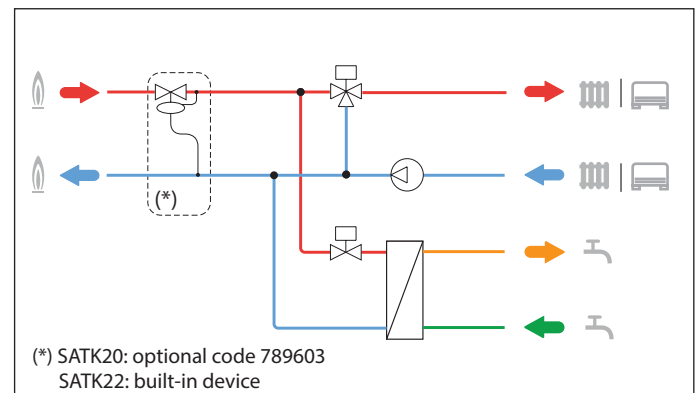 (*)
(*) SATK20: optional code 789603
SATK22: built-in device